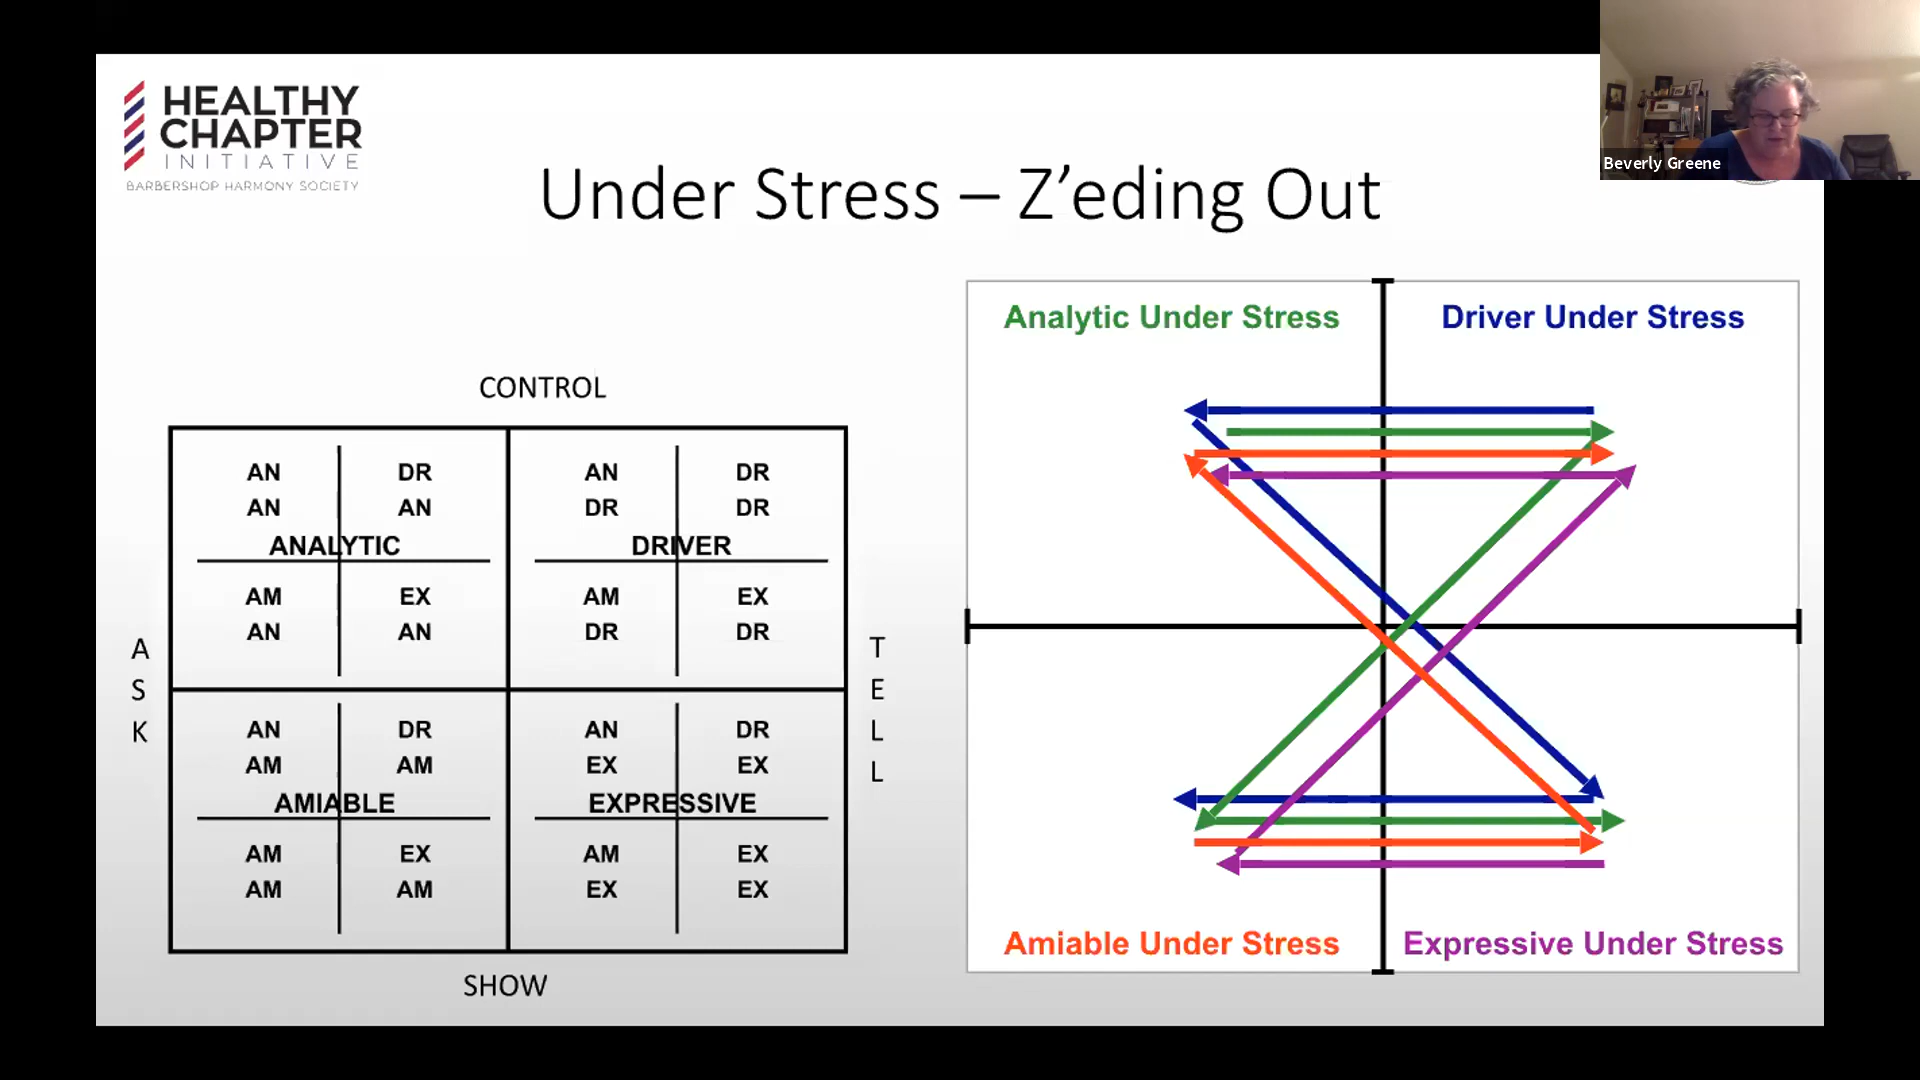 HEALTHY
CHAPTER
INITIATIVE
BARBERSHOP HARMONY SOCIETY
Beverly Greene
Under Stress – Z’eding Out
CONTROL
AN DR AN DR
AN AN DR DR
ANALYTIC DRIVER
AM EX AM EX
AN AN DR DR
ASK
TELL
AN DR AN DR
AM AM EX EX
AMIABLE EXPRESSIVE
AM EX AM EX
AM AM EX EX
SHOW
Analytic Under Stress Driver Under Stress
Amiable Under Stress Expressive Under Stress